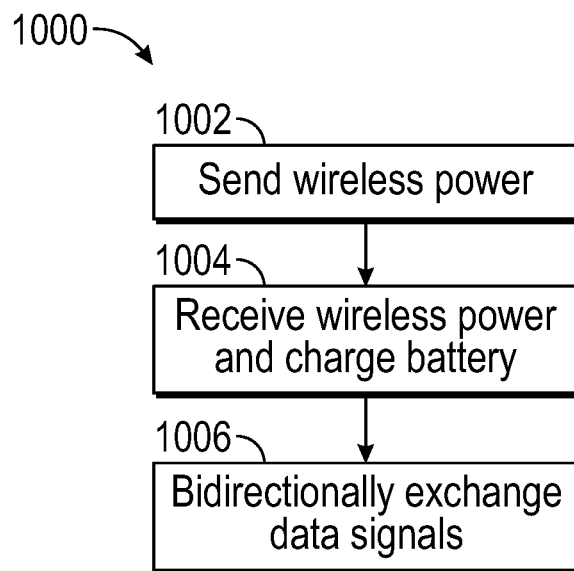 1000
1002
Send wireless power
1004
Receive wireless power
and charge battery
1006
Bidirectionally exchange
data signals